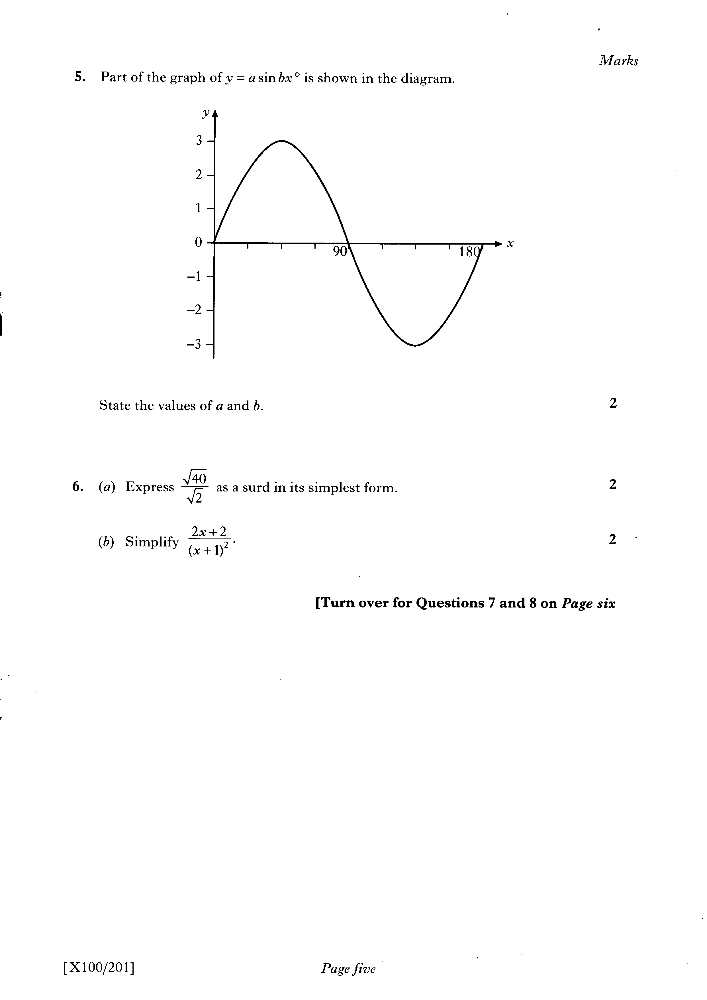 Marks
5. Part of the graph of y = a sin bx° is shown in the diagram.
y
3
2
1
0
90
180
x
–1
–2
–3
State the values of a and b. 2
6. (a) Express √40/√2 as a surd in its simplest form. 2
(b) Simplify (2x + 2)/(x + 1)². 2
[Turn over for Questions 7 and 8 on Page six
[X100/201] Page five